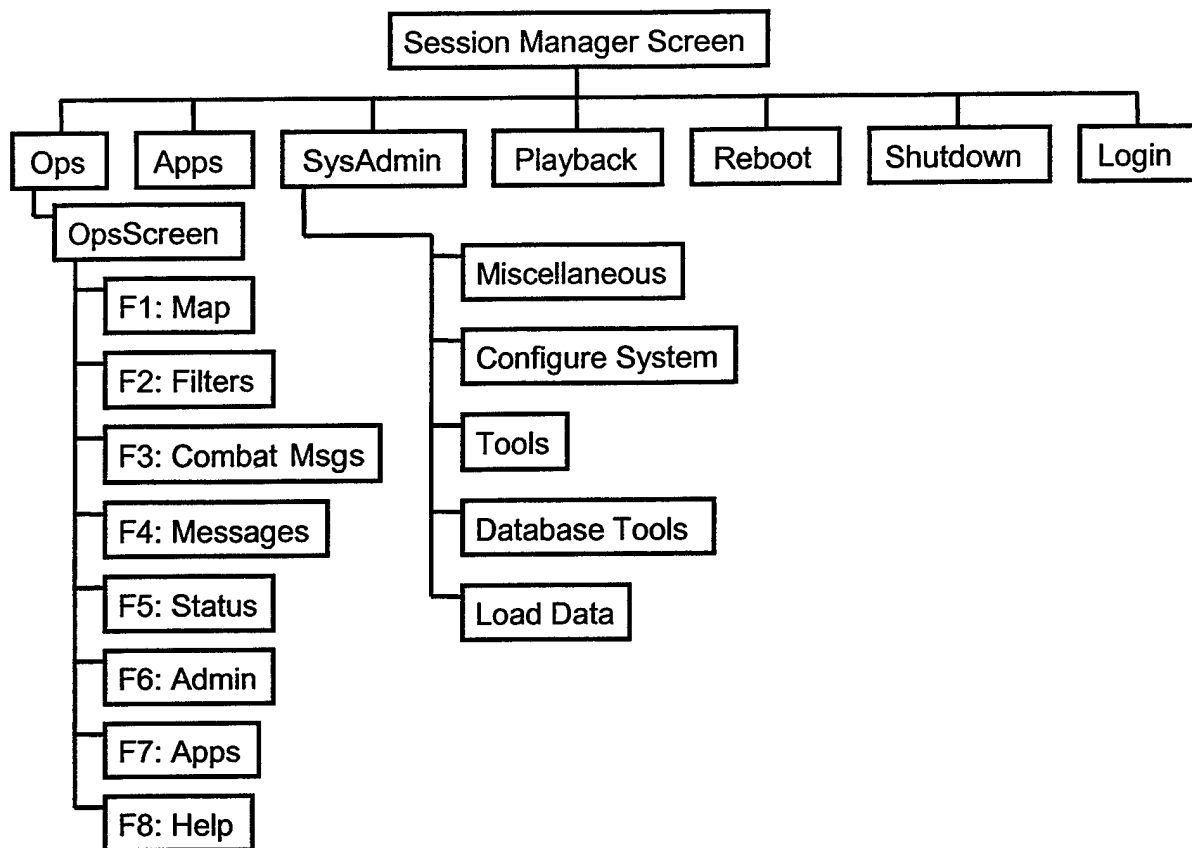 Session Manager Screen
Ops
Apps
SysAdmin
Playback
Reboot
Shutdown
Login
OpsScreen
F1: Map
F2: Filters
F3: Combat Msgs
F4: Messages
F5: Status
F6: Admin
F7: Apps
F8: Help
Miscellaneous
Configure System
Tools
Database Tools
Load Data